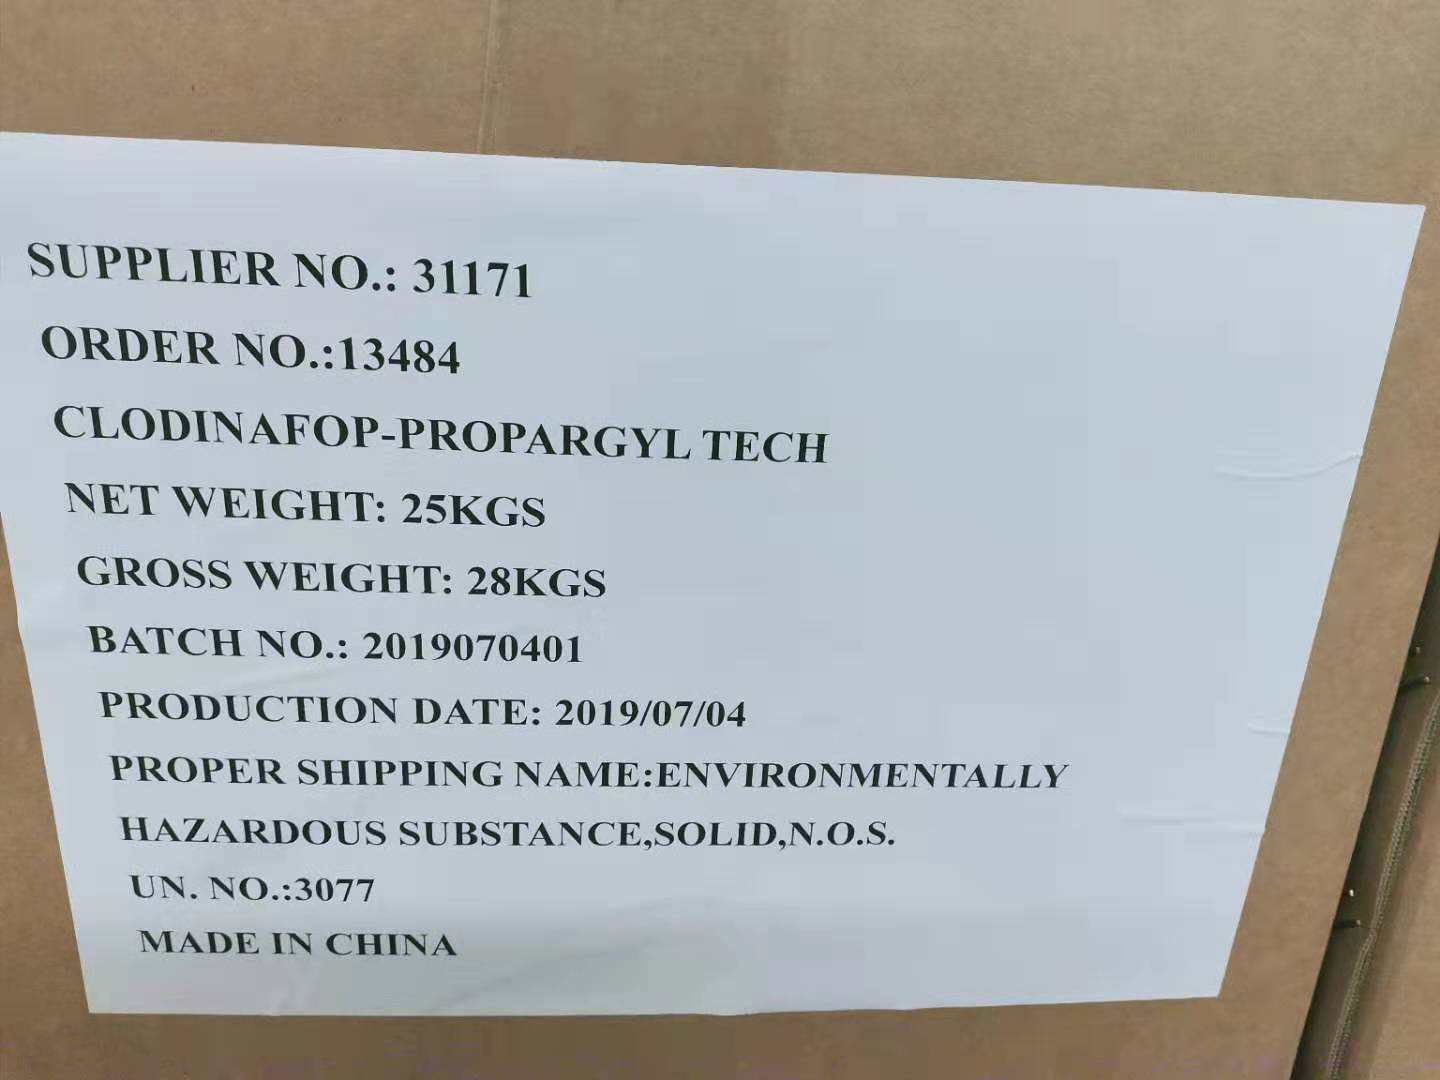 SUPPLIER NO.: 31171
ORDER NO.:13484
CLODINAFOP-PROPARGYL TECH
NET WEIGHT: 25KGS
GROSS WEIGHT: 28KGS
BATCH NO.: 2019070401
PRODUCTION DATE: 2019/07/04
PROPER SHIPPING NAME:ENVIRONMENTALLY
HAZARDOUS SUBSTANCE,SOLID,N.O.S.
UN. NO.:3077
MADE IN CHINA